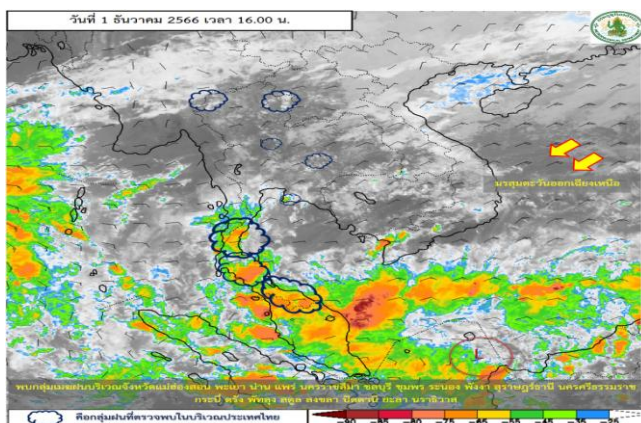 วันที่ 1 ธันวาคม 2566 เวลา 16.00 น.
มรสุมตะวันออกเฉียงเหนือ
L
พบกลุ่มเมฆฝนบริเวณจังหวัดแม่ฮ่องสอน พะเยา น่าน แพร่ นครราชสีมา ชลบุรี ชุมพร ระนอง พังงา สุราษฎร์ธานี นครศรีธรรมราช
กระบี่ ตรัง พัทลุง สตูล สงขลา ปัตตานี ยะลา นราธิวาส
คือกลุ่มฝนที่ตรวจพบในบริเวณประเทศไทย
-90 -85 -80 -75 -65 -55 -45 -35 -25